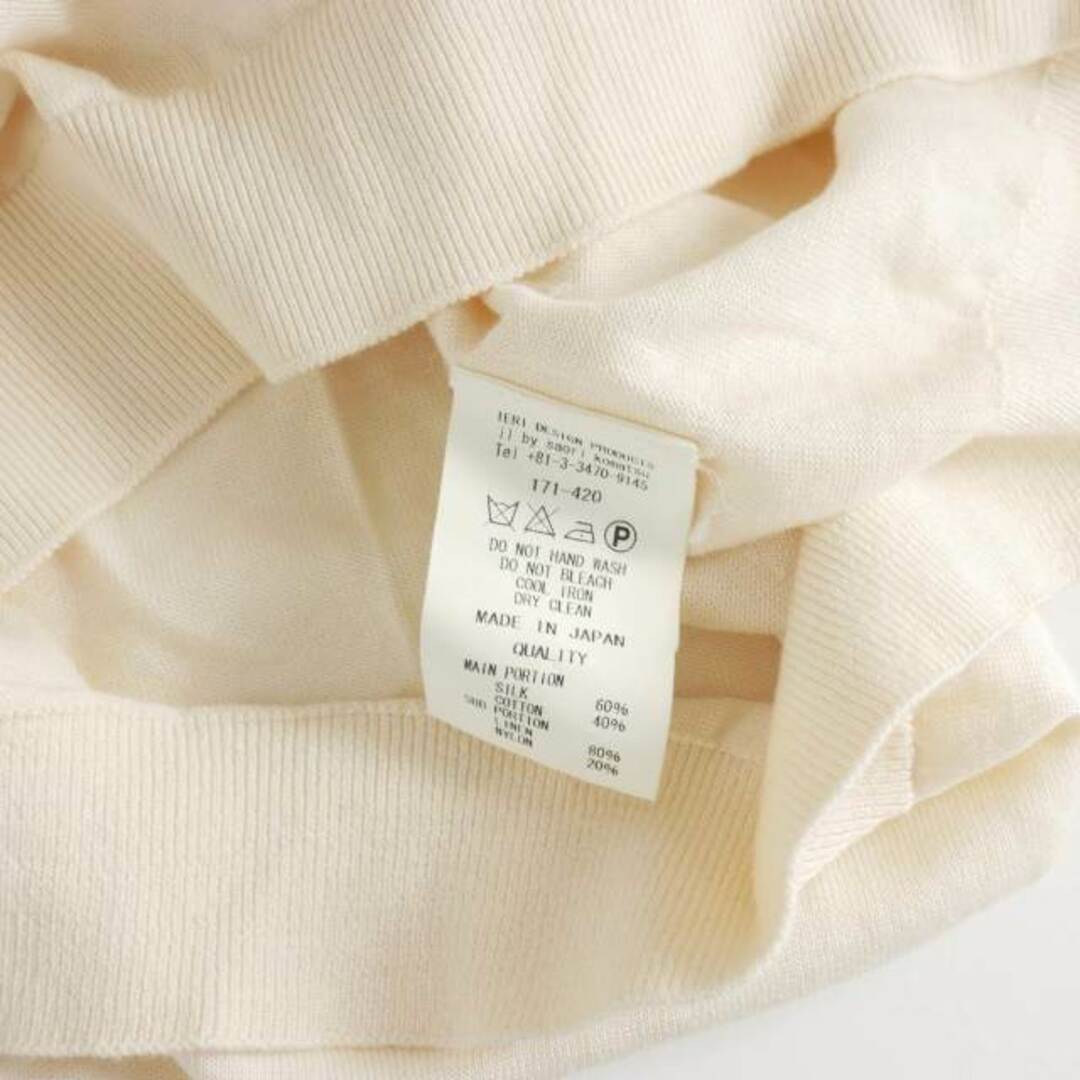 IERI DESIGN PRODUCTS
II by saori komatsu
Tel +81-3-3470-9145
171-420
P
DO NOT HAND WASH
DO NOT BLEACH
COOL IRON
DRY CLEAN
MADE IN JAPAN
QUALITY
MAIN PORTION
SILK 60%
COTTON 40%
SUB PORTION
LINEN 80%
NYLON 20%